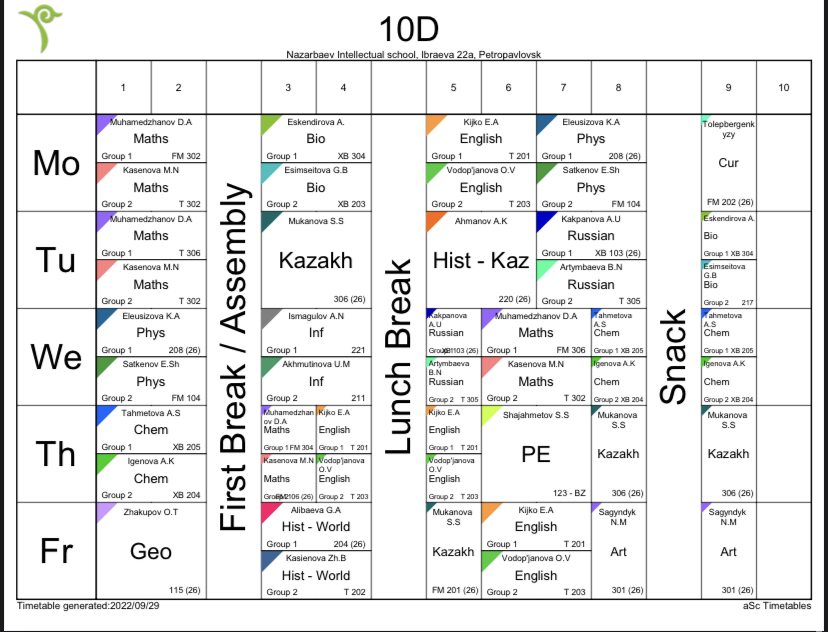 10D
Nazarbaev Intellectual school, Ibraeva 22a, Petropavlovsk
1 2 3 4 5 6 7 8 9 10
First Break / Assembly
Lunch Break
Snack
Mo
Muhamedzhanov D.A
Maths
Group 1 FM 302
Kasenova M.N
Maths
Group 2 T 302
Eskendirova A.
Bio
Group 1 XB 304
Esimseitova G.B
Bio
Group 2 XB 203
Kijko E.A
English
Group 1 T 201
Vodop'janova O.V
English
Group 2 T 203
Eleusizova K.A
Phys
Group 1 208 (26)
Satkenov E.Sh
Phys
Group 2 FM 104
Tolepbergenk
yzy
Cur
FM 202 (26)
Tu
Muhamedzhanov D.A
Maths
Group 1 T 306
Kasenova M.N
Maths
Group 2 T 302
Mukanova S.S
Kazakh
306 (26)
Ahmanov A.K
Hist - Kaz
220 (26)
Kakpanova A.U
Russian
Group 1 XB 103 (26)
Artymbaeva B.N
Russian
Group 2 T 305
Eskendirova A.
Bio
Group 1 XB 304
Esimseitova
G.B
Bio
Group 2 217
We
Eleusizova K.A
Phys
Group 1 208 (26)
Satkenov E.Sh
Phys
Group 2 FM 104
Ismagulov A.N
Inf
Group 1 221
Akhmutinova U.M
Inf
Group 2 211
Kakpanova
A.U
Russian
103 (26)
Artymbaeva
B.N
Russian
Group 2 T 305
Muhamedzhanov D.A
Maths
Group 1 FM 306
Kasenova M.N
Maths
Group 2 T 302
Tahmetova
A.S
Chem
Group 1 XB 205
Igenova A.K
Chem
Group 2 XB 204
Tahmetova
A.S
Chem
Group 1 XB 205
Igenova A.K
Chem
Group 2 XB 204
Th
Tahmetova A.S
Chem
Group 1 XB 205
Igenova A.K
Chem
Group 2 XB 204
Muhamedzhan
ov D.A
Maths
Group 1 FM 304
Kasenova M.N
Maths
106 (26)
Kijko E.A
English
Group 1 T 201
Vodop'janova
O.V
English
Group 2 T 203
Kijko E.A
English
Group 1 T 201
Vodop'janova
O.V
English
Group 2 T 203
Shajahmetov S.S
PE
123 - BZ
Mukanova
S.S
Kazakh
306 (26)
Mukanova
S.S
Kazakh
306 (26)
Fr
Zhakupov O.T
Geo
115 (26)
Alibaeva G.A
Hist - World
Group 1 204 (26)
Kasienova Zh.B
Hist - World
Group 2 T 202
Mukanova
S.S
Kazakh
FM 201 (26)
Kijko E.A
English
Group 1 T 201
Vodop'janova O.V
English
Group 2 T 203
Sagyndyk
N.M
Art
301 (26)
Sagyndyk
N.M
Art
301 (26)
Timetable generated:2022/09/29
aSc Timetables